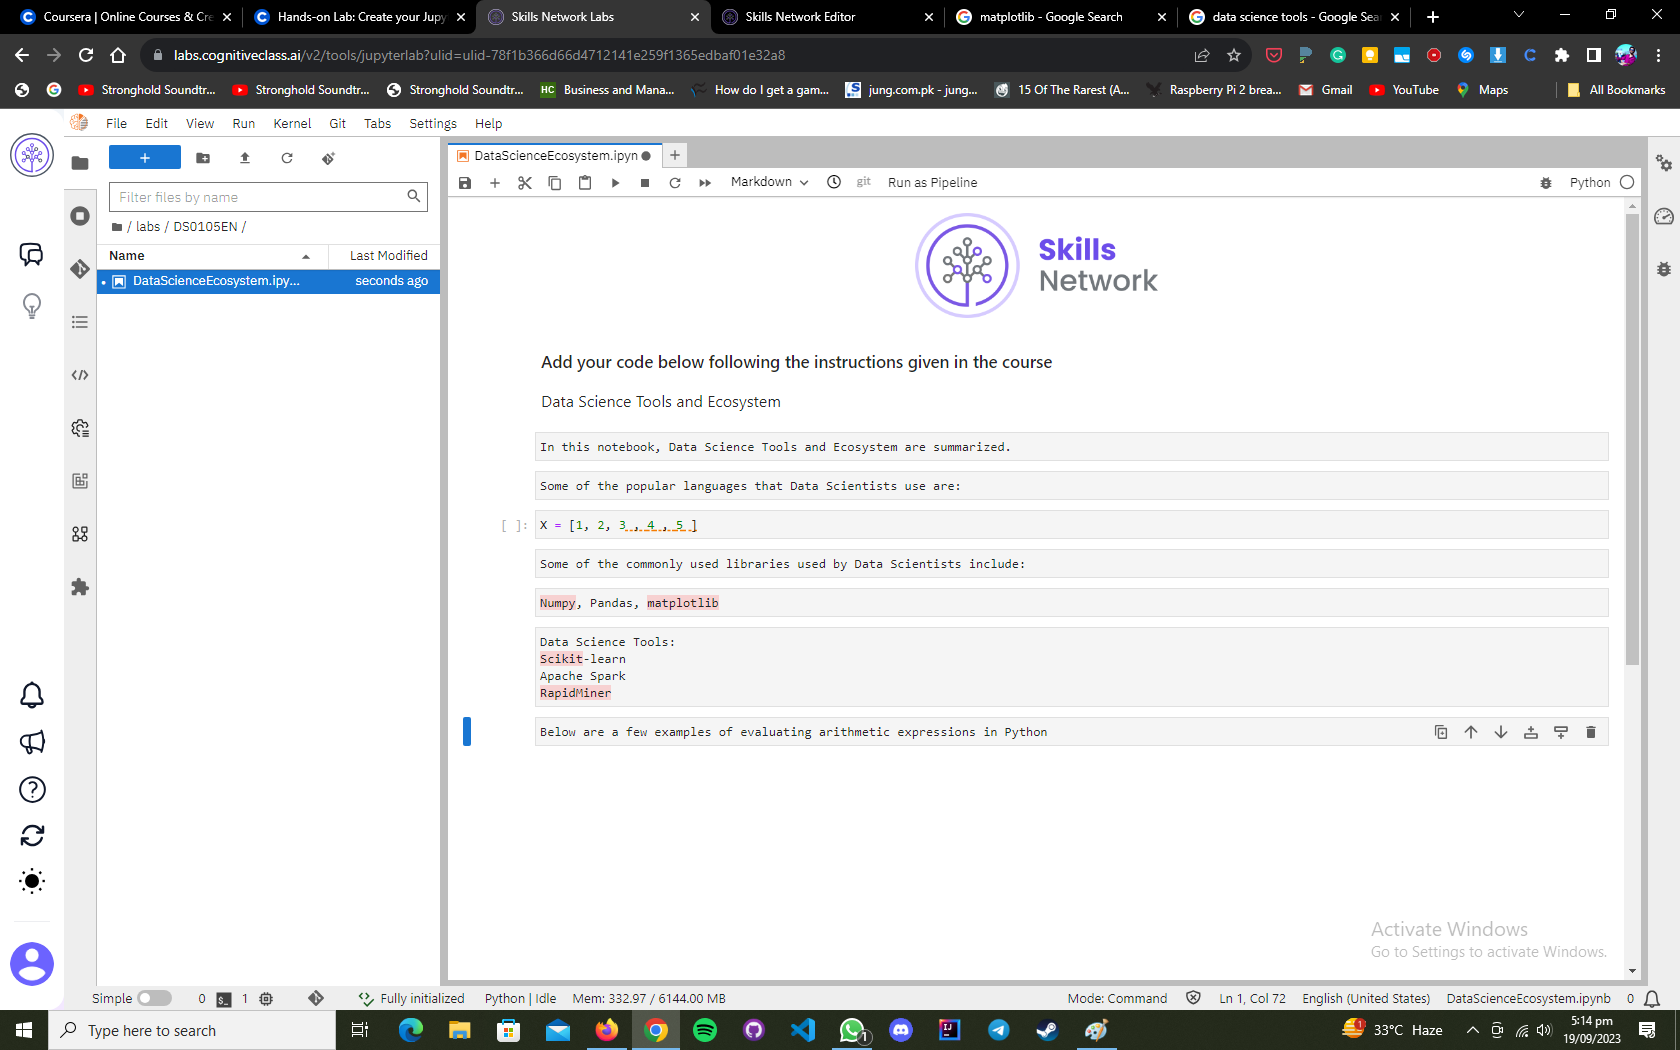 Coursera | Online Courses & Cre
Hands-on Lab: Create your Jupy
Skills Network Labs
Skills Network Editor
matplotlib - Google Search
data science tools - Google Sea
labs.cognitiveclass.ai/v2/tools/jupyterlab?ulid=ulid-78f1b366d66d4712141e259f1365edbaf01e32a8
Stronghold Soundtr...
Stronghold Soundtr...
Stronghold Soundtr...
HC Business and Mana...
How do I get a gam...
jung.com.pk - jung...
15 Of The Rarest (A...
Raspberry Pi 2 brea...
Gmail
YouTube
Maps
All Bookmarks
File Edit View Run Kernel Git Tabs Settings Help
DataScienceEcosystem.ipyn
Filter files by name
/ labs / DS0105EN /
Name Last Modified
DataScienceEcosystem.ipy... seconds ago
Markdown git Run as Pipeline Python
Skills
Network
Add your code below following the instructions given in the course
Data Science Tools and Ecosystem
In this notebook, Data Science Tools and Ecosystem are summarized.
Some of the popular languages that Data Scientists use are:
[ ]: X = [1, 2, 3 , 4 , 5 ]
Some of the commonly used libraries used by Data Scientists include:
Numpy, Pandas, matplotlib
Data Science Tools:
Scikit-learn
Apache Spark
RapidMiner
Below are a few examples of evaluating arithmetic expressions in Python
Activate Windows
Go to Settings to activate Windows.
Simple 0 $_ 1 Fully initialized Python | Idle Mem: 332.97 / 6144.00 MB Mode: Command Ln 1, Col 72 English (United States) DataScienceEcosystem.ipynb 0
Type here to search
1
33°C Haze
5:14 pm
19/09/2023